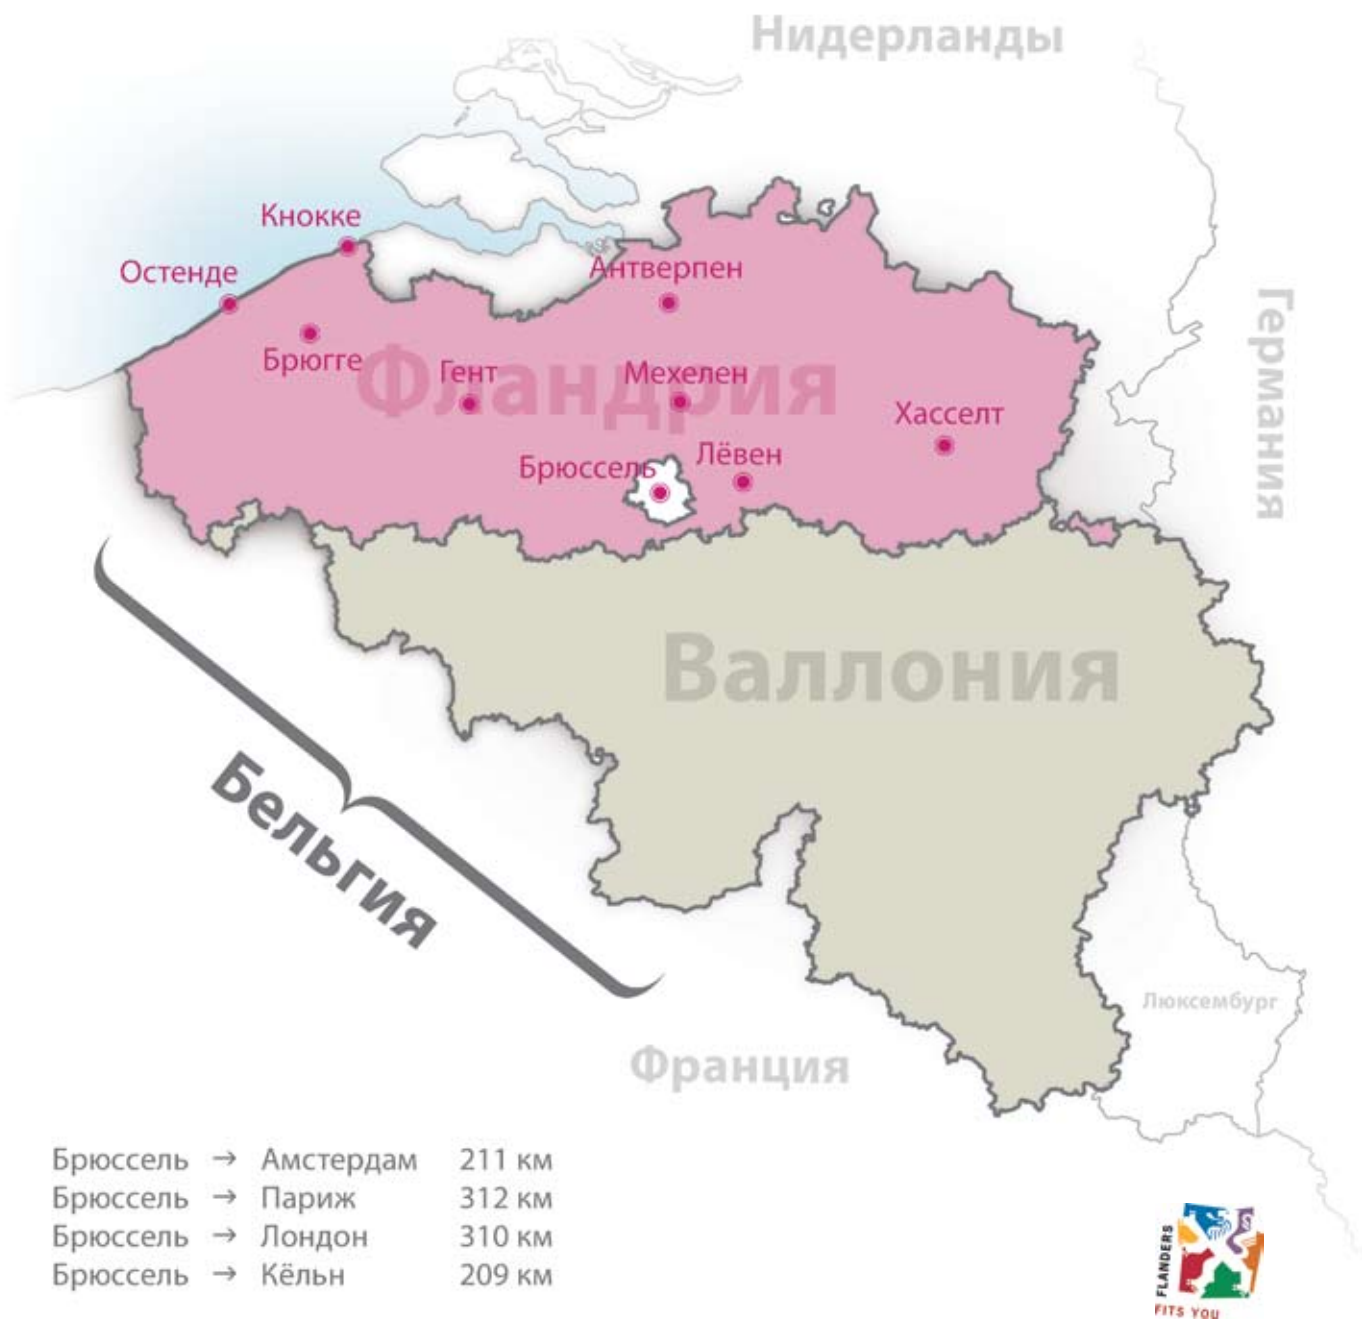 Нидерланды
Кнокке
Остенде
Антверпен
Германия
Брюгге
Фландрия
Гент
Мехелен
Хасселт
Брюссель
Лёвен
Валлония
Бельгия
Люксембург
Франция
Брюссель → Амстердам 211 км
Брюссель → Париж 312 км
Брюссель → Лондон 310 км
Брюссель → Кёльн 209 км
FLANDERS
FITS YOU